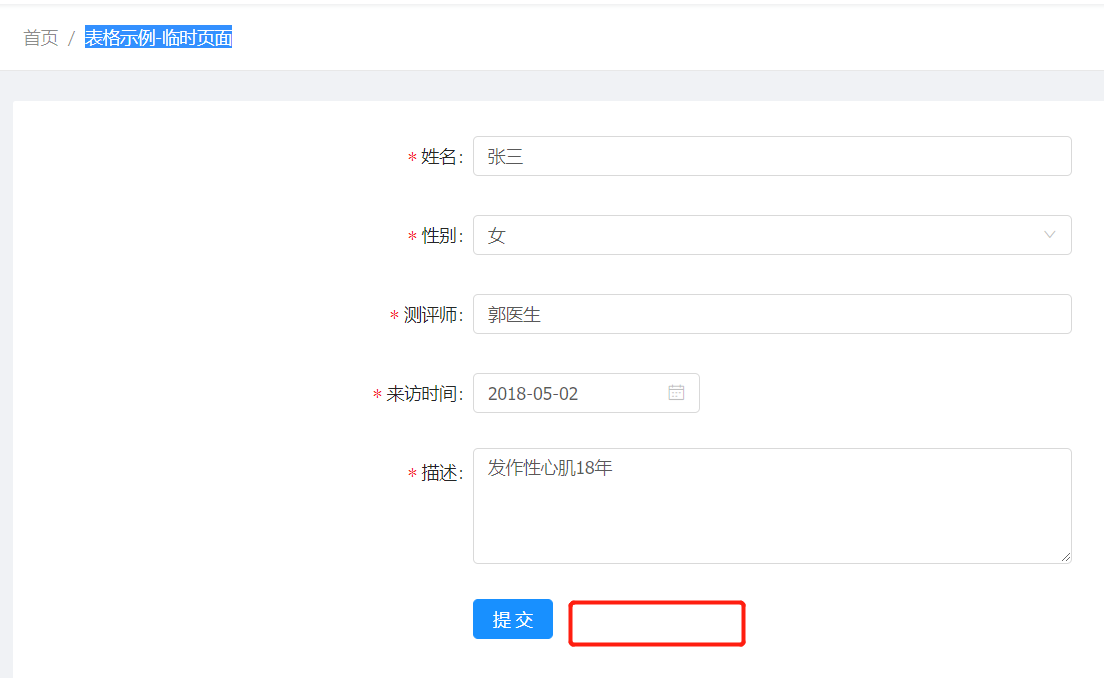 首页 / 表格示例-临时页面
* 姓名: 张三
* 性别: 女
* 测评师: 郭医生
* 来访时间: 2018-05-02
* 描述: 发作性心肌18年
提交